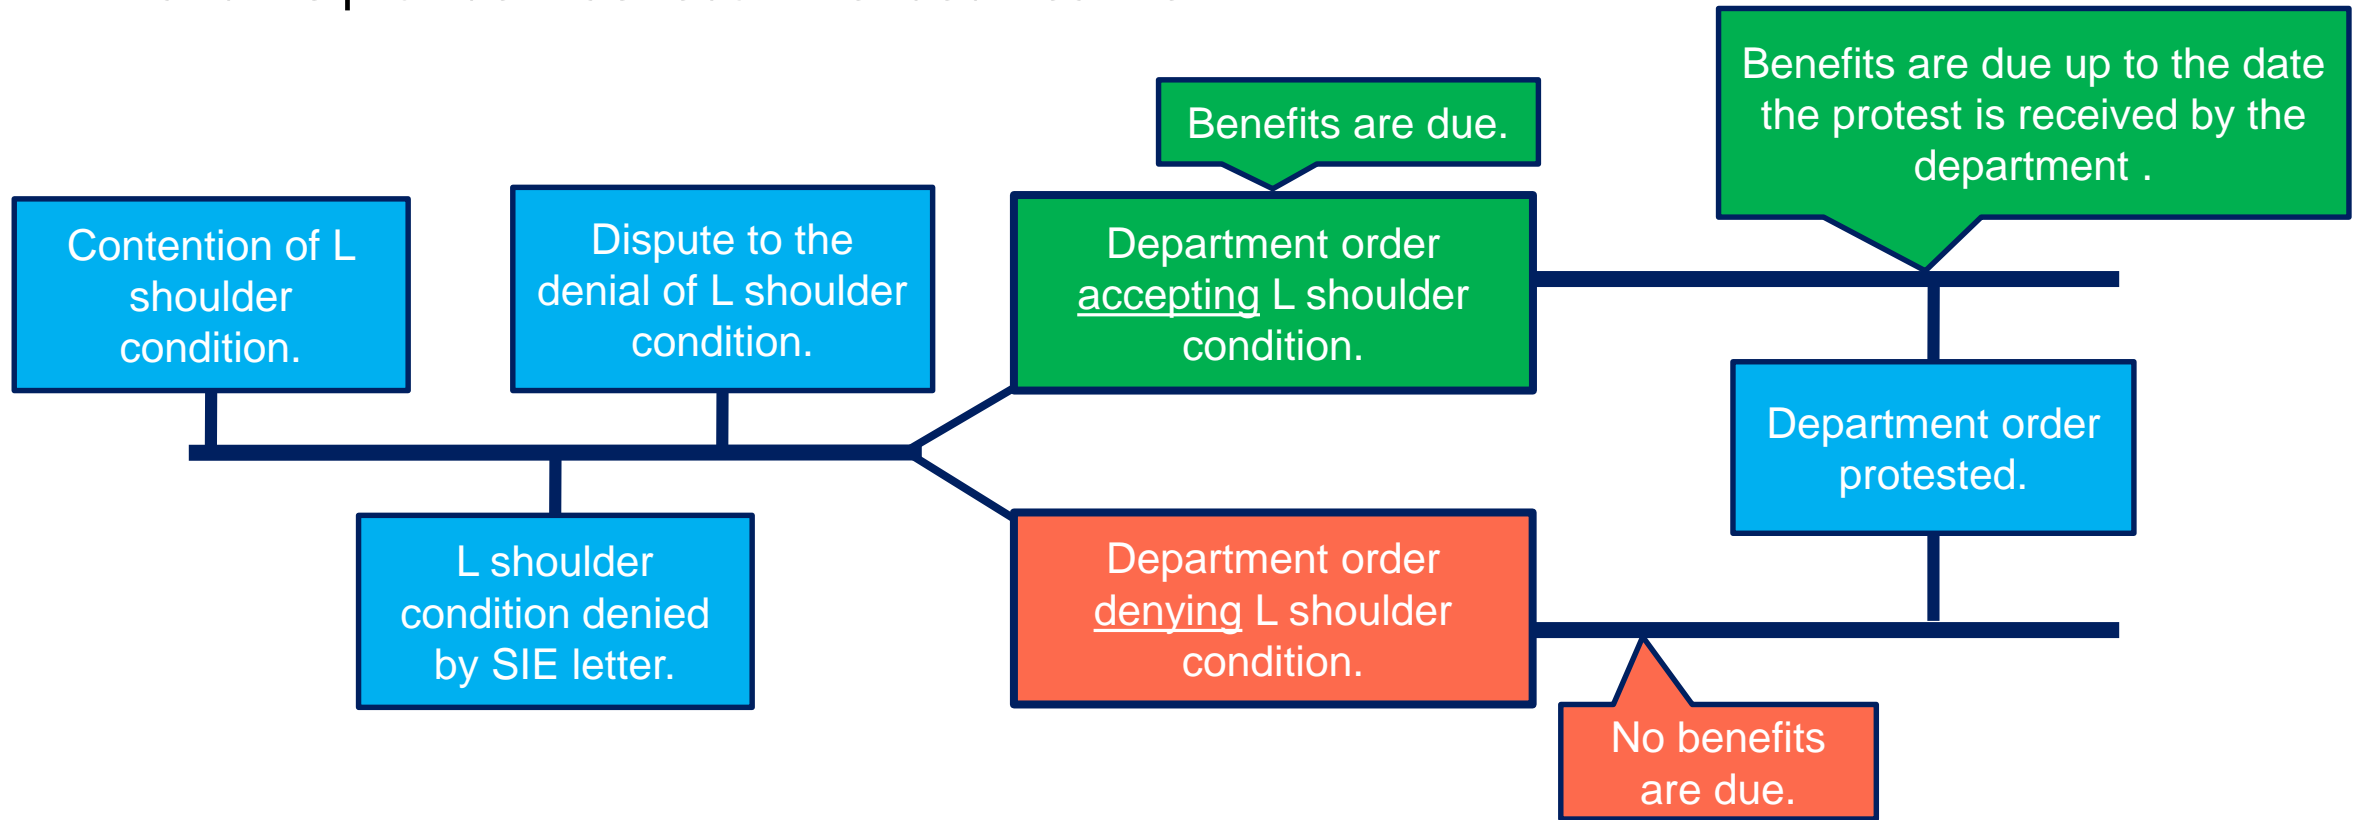 Contention of L
shoulder
condition.
L shoulder
condition denied
by SIE letter.
Dispute to the
denial of L shoulder
condition.
Benefits are due.
Department order
accepting L shoulder
condition.
Department order
denying L shoulder
condition.
Benefits are due up to the date
the protest is received by the
department .
Department order
protested.
No benefits
are due.